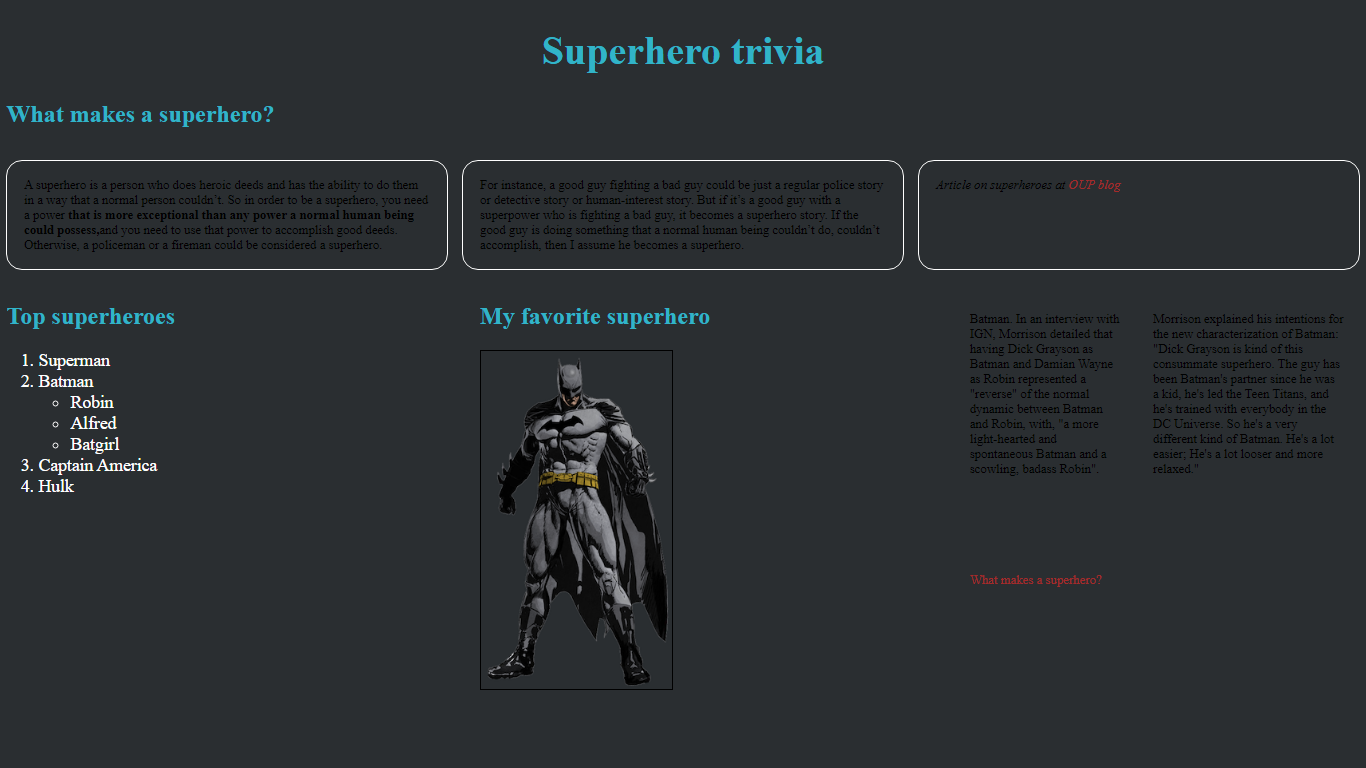 Superhero trivia
What makes a superhero?
A superhero is a person who does heroic deeds and has the ability to do them
in a way that a normal person couldn't. So in order to be a superhero, you need
a power that is more exceptional than any power a normal human being
could possess,and you need to use that power to accomplish good deeds.
Otherwise, a policeman or a fireman could be considered a superhero.
For instance, a good guy fighting a bad guy could be just a regular police story
or detective story or human-interest story. But if it's a good guy with a
superpower who is fighting a bad guy, it becomes a superhero story. If the
good guy is doing something that a normal human being couldn't do, couldn't
accomplish, then I assume he becomes a superhero.
Article on superheroes at OUP blog
Top superheroes
1. Superman
2. Batman
Robin
Alfred
Batgirl
3. Captain America
4. Hulk
My favorite superhero
Batman. In an interview with
IGN, Morrison detailed that
having Dick Grayson as
Batman and Damian Wayne
as Robin represented a
"reverse" of the normal
dynamic between Batman
and Robin, with, "a more
light-hearted and
spontaneous Batman and a
scowling, badass Robin".
Morrison explained his intentions for
the new characterization of Batman:
"Dick Grayson is kind of this
consummate superhero. The guy has
been Batman's partner since he was
a kid, he's led the Teen Titans, and
he's trained with everybody in the
DC Universe. So he's a very
different kind of Batman. He's a lot
easier; He's a lot looser and more
relaxed."
What makes a superhero?